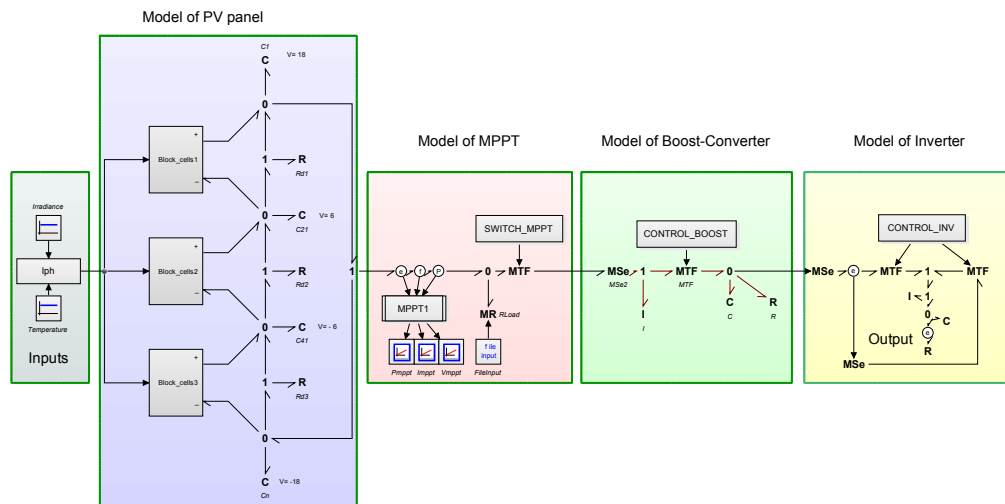 Model of PV panel
C1
C V= 18
0
Block_cells1
+
–
1 R
Rd1
0 C V= 6
C21
Block_cells2
+
–
1 R
Rd2
0 C V= - 6
C41
Block_cells3
+
–
1 R
Rd3
0
C V= -18
Cn
1
Irradiance
Iph
Temperature
Inputs
Model of MPPT
SWITCH_MPPT
e f P 0 MTF
MPPT1
MR RLoad
f ile
input
Pmppt Imppt Vmppt FileInput
Model of Boost-Converter
CONTROL_BOOST
MSe 1 MTF 0
MSe2 MTF
I C R
I C R
Model of Inverter
CONTROL_INV
MSe e MTF 1 MTF
I 1
0 C
Output e
MSe R